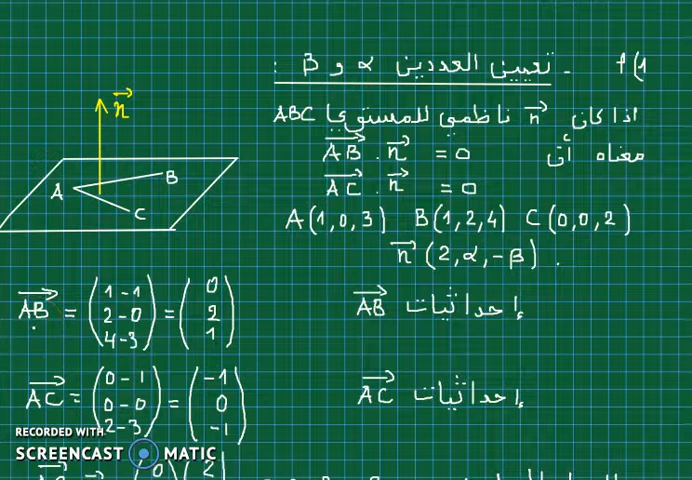 1) أ - تعيين العددين α و β :
اذا كان n ناظمي للمستوي ABC
معناه أن AB . n = 0
AC . n = 0
A(1,0,3) B(1,2,4) C(0,0,2)
n (2, α, -β) .
n
A
B
C
إحداثيات AB
AB = (1-1 2-0 4-3) = (0 2 1)
إحداثيات AC
AC = (0-1 0-0 2-3) = (-1 0 -1)
RECORDED WITH
SCREENCAST MATIC